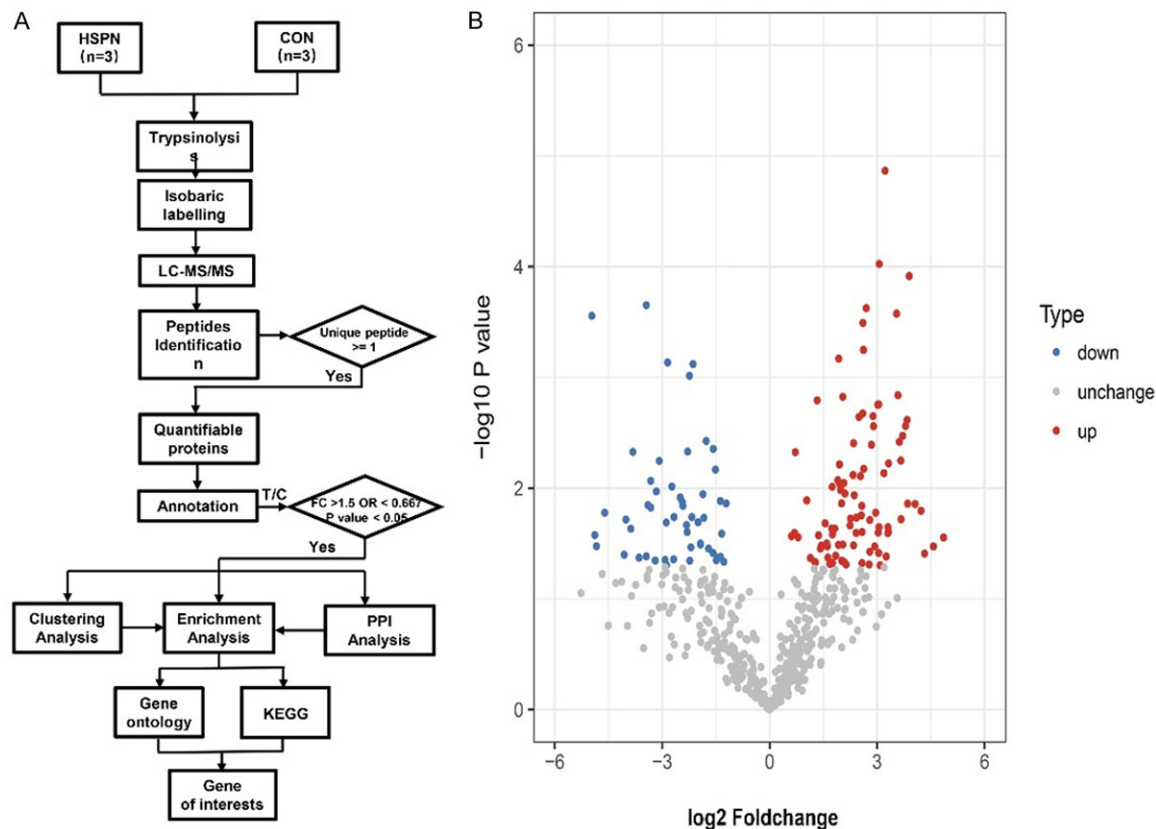 A
HSPN
(n=3)
CON
(n=3)
Trypsinolysi
s
Isobaric
labelling
LC-MS/MS
Peptides
Identificatio
n
Unique peptide
>= 1
Yes
Quantifiable
proteins
Annotation
T/C
FC >1.5 OR < 0.667
P value < 0.05
Yes
Clustering
Analysis
Enrichment
Analysis
PPI
Analysis
Gene
ontology
KEGG
Gene
of interests
B
6
4
2
0
−log10 P value
−6
−3
0
3
6
log2 Foldchange
Type
down
unchange
up